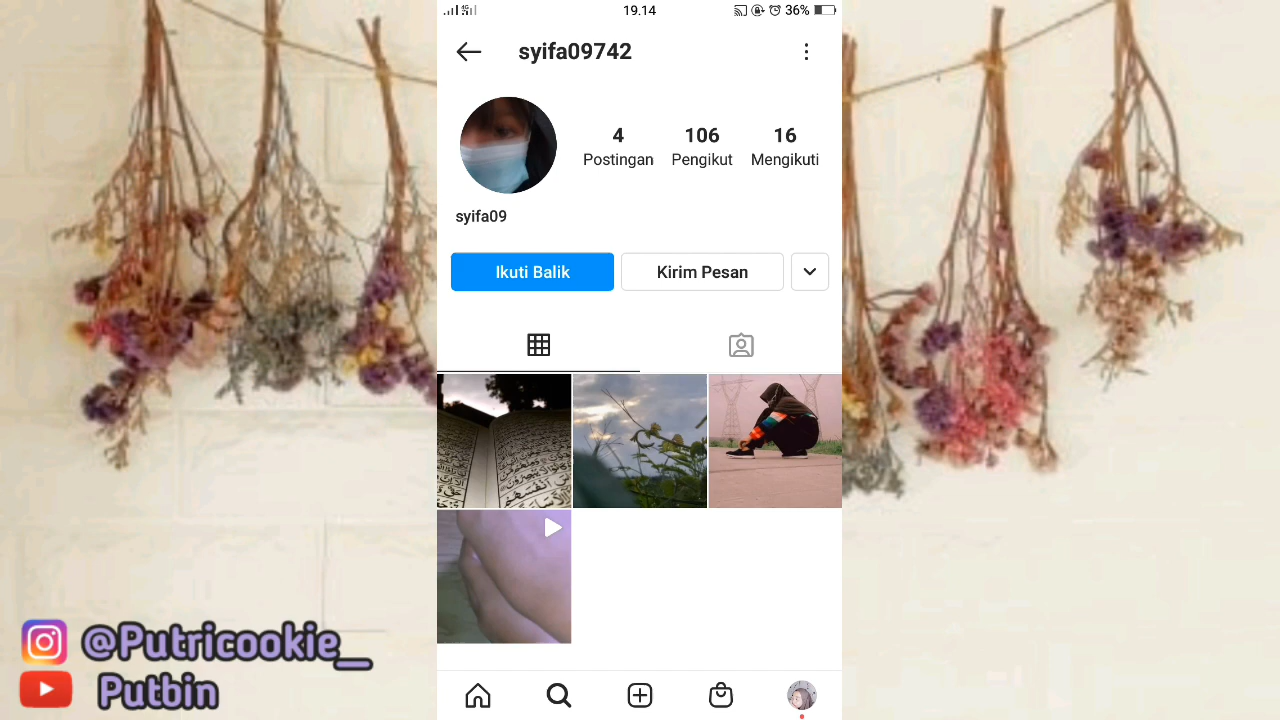 19.14
36%
syifa09742
4
106
16
Postingan
Pengikut
Mengikuti
syifa09
Ikuti Balik
Kirim Pesan
@Putricookie_
Putbin